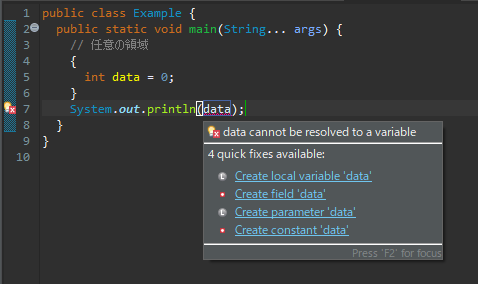 1 public class Example {
2 public static void main(String... args) {
3 // 任意の領域
4 {
5 int data = 0;
6 }
7 System.out.println(data);
8 }
9 }
10
data cannot be resolved to a variable
4 quick fixes available:
Create local variable 'data'
Create field 'data'
Create parameter 'data'
Create constant 'data'
Press 'F2' for focus